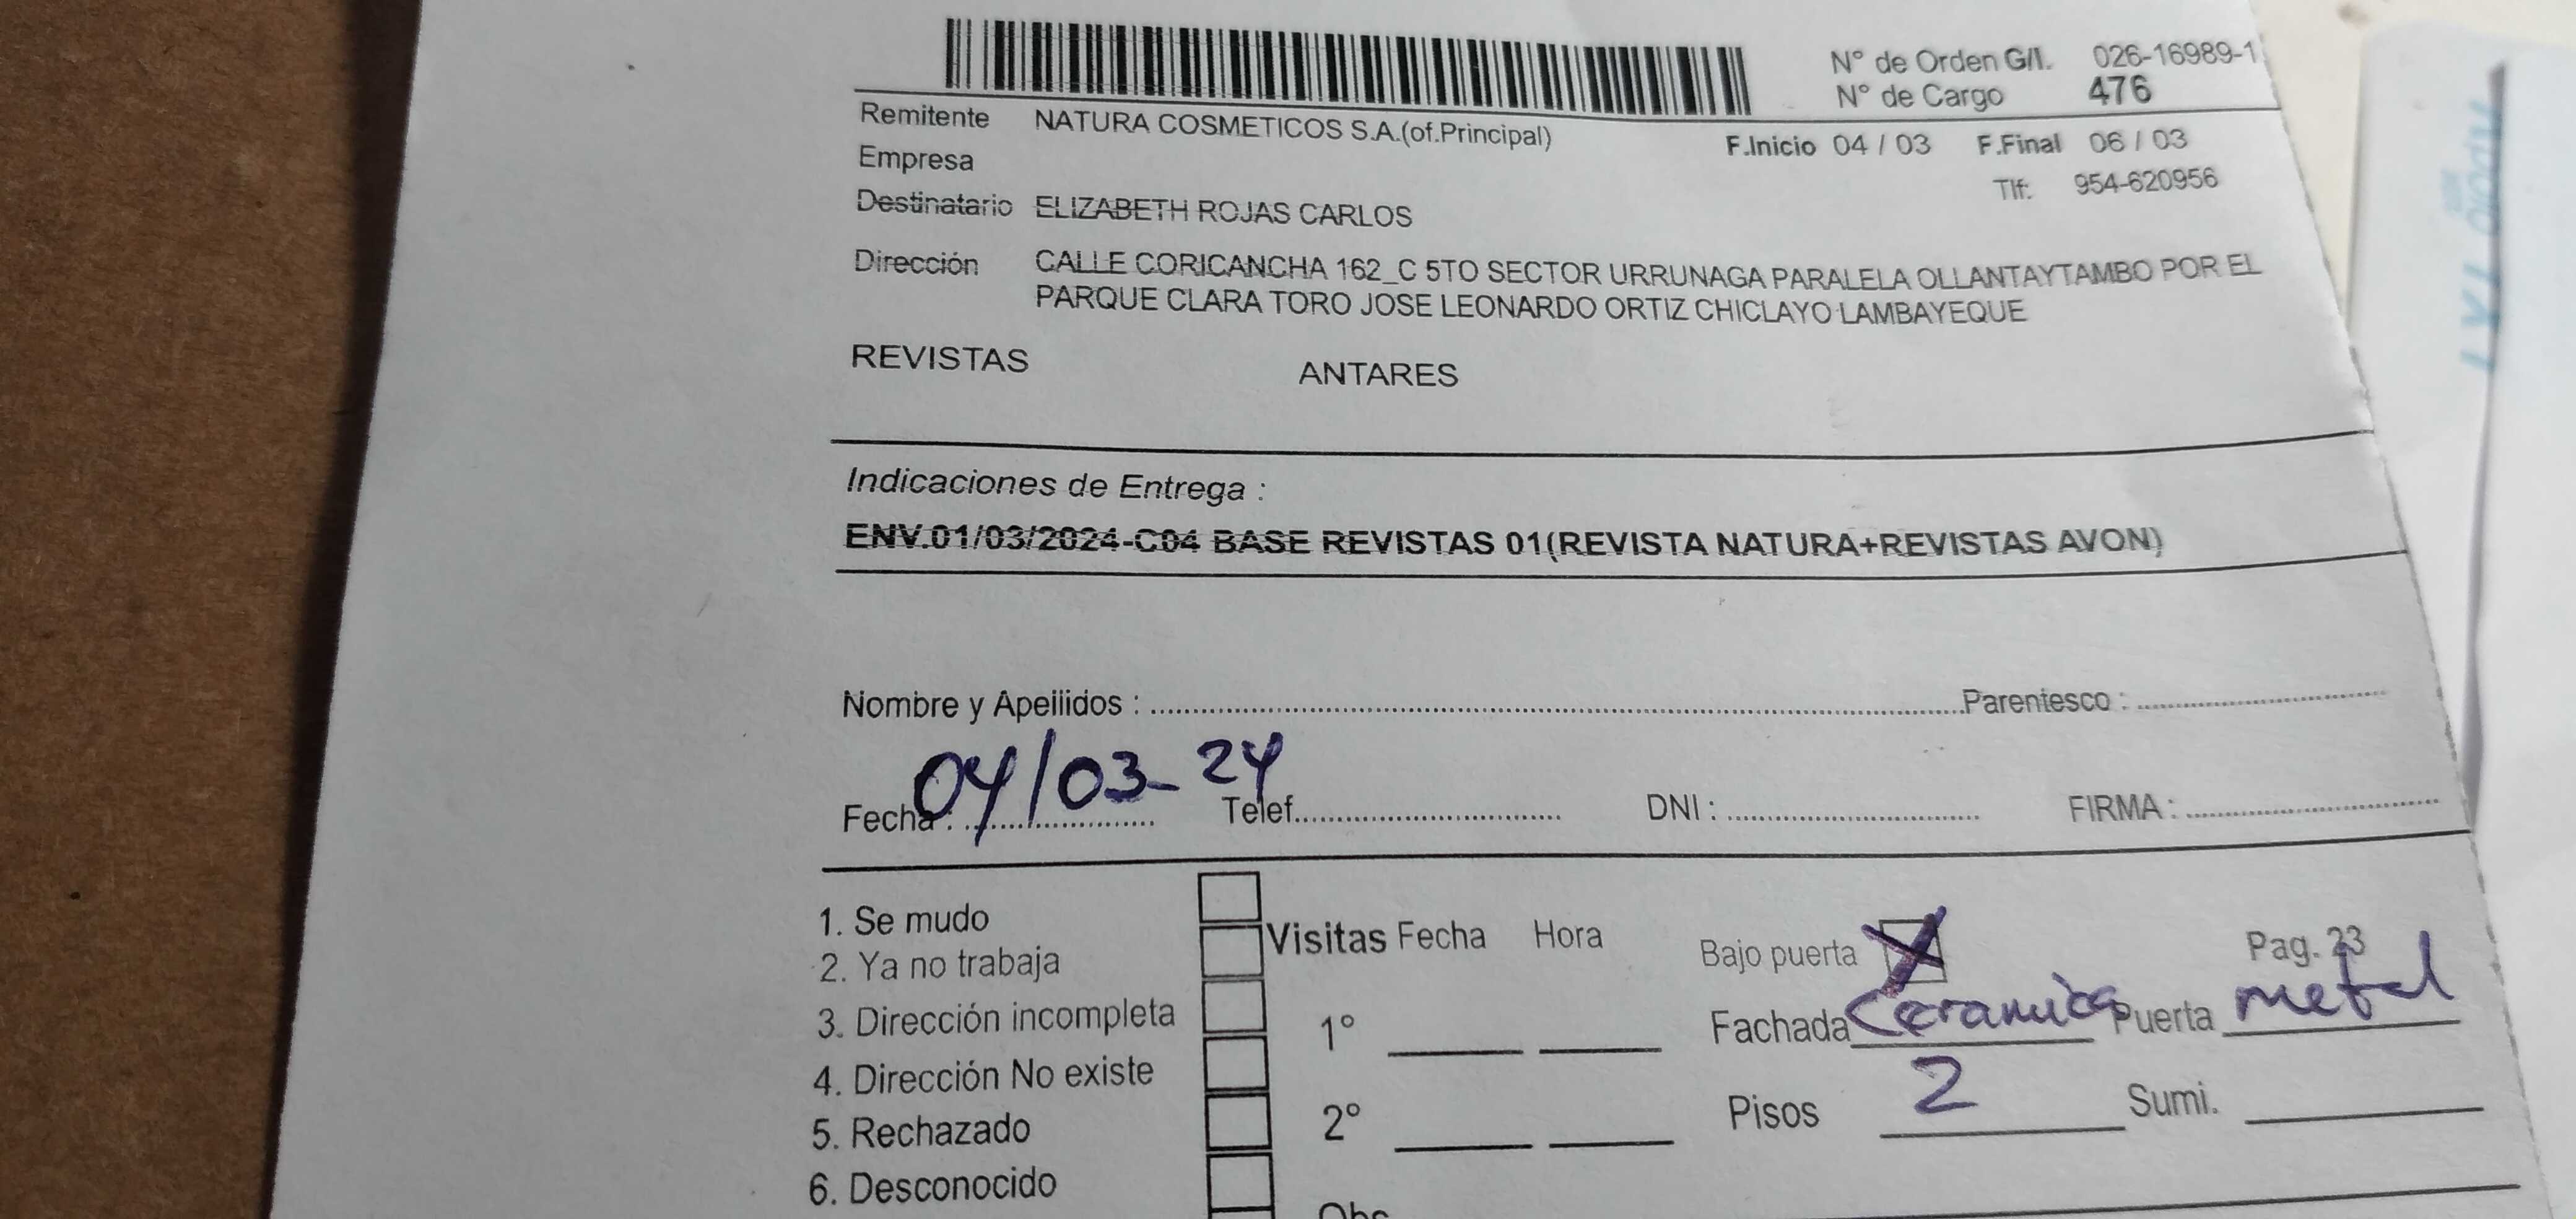 N° de Orden G/I. 026-16989-1
N° de Cargo 476
Remitente NATURA COSMETICOS S.A.(of.Principal)
F.Inicio 04 / 03 F.Final 06 / 03
Empresa
Tlf: 954-620956
Destinatario ELIZABETH ROJAS CARLOS
Dirección CALLE CORICANCHA 162_C 5TO SECTOR URRUNAGA PARALELA OLLANTAYTAMBO POR EL
PARQUE CLARA TORO JOSE LEONARDO ORTIZ CHICLAYO LAMBAYEQUE
REVISTAS ANTARES
Indicaciones de Entrega :
ENV.01/03/2024-C04 BASE REVISTAS 01(REVISTA NATURA+REVISTAS AVON)
Nombre y Apellidos : Parentesco :
Fecha : 04/03-24 Telef. DNI : FIRMA :
1. Se mudo
2. Ya no trabaja
3. Dirección incompleta
4. Dirección No existe
5. Rechazado
6. Desconocido
Visitas Fecha Hora
1°
2°
Obs
Bajo puerta X Pag. 23
Fachada Ceramica Puerta metal
Pisos 2 Sumi.